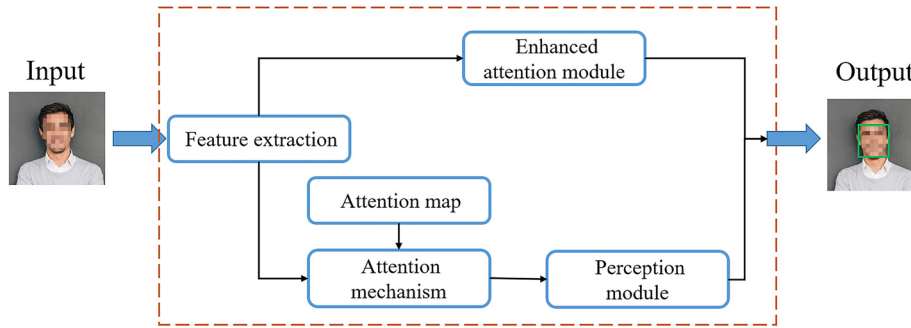 Input
Enhanced
attention module
Output
Feature extraction
Attention map
Attention
mechanism
Perception
module